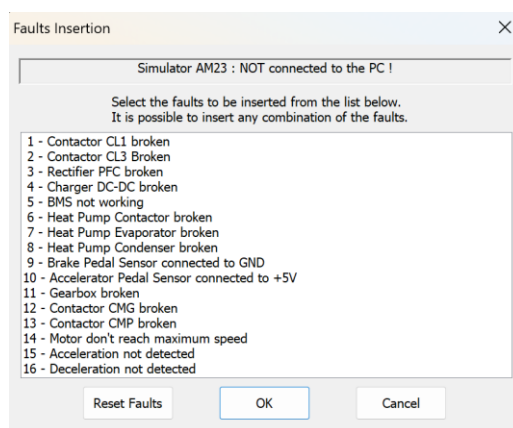 Faults Insertion
Simulator AM23 : NOT connected to the PC !
Select the faults to be inserted from the list below.
It is possible to insert any combination of the faults.
1 - Contactor CL1 broken
2 - Contactor CL3 Broken
3 - Rectifier PFC broken
4 - Charger DC-DC broken
5 - BMS not working
6 - Heat Pump Contactor broken
7 - Heat Pump Evaporator broken
8 - Heat Pump Condenser broken
9 - Brake Pedal Sensor connected to GND
10 - Accelerator Pedal Sensor connected to +5V
11 - Gearbox broken
12 - Contactor CMG broken
13 - Contactor CMP broken
14 - Motor don't reach maximum speed
15 - Acceleration not detected
16 - Deceleration not detected
Reset Faults OK Cancel